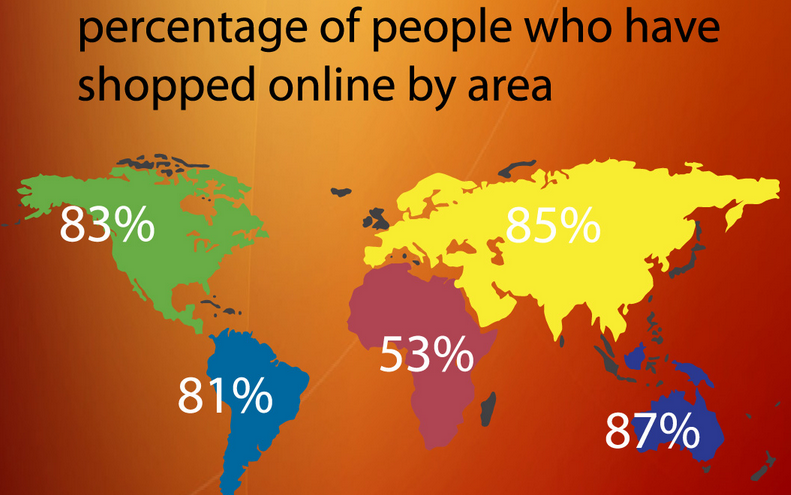 percentage of people who have
shopped online by area
83%
85%
53%
81%
87%